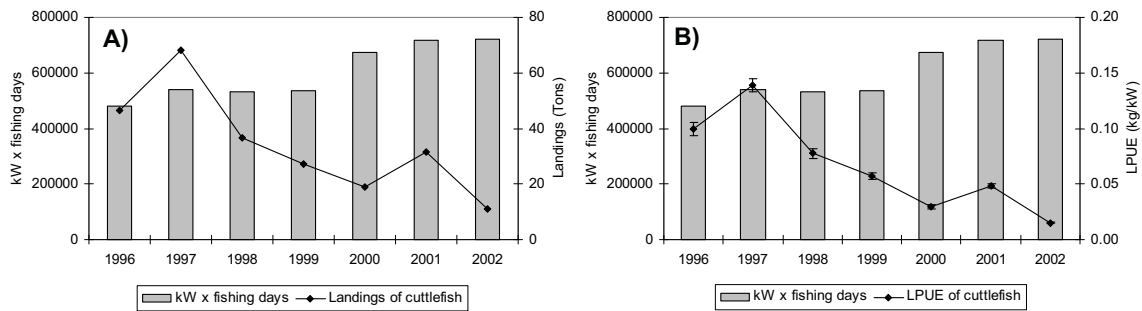 A)
kW x fishing days
800000
600000
400000
200000
0
80
60
40
20
0
Landings (Tons)
1996 1997 1998 1999 2000 2001 2002
kW x fishing days Landings of cuttlefish
B)
kW x fishing days
800000
600000
400000
200000
0
0.20
0.15
0.10
0.05
0.00
LPUE (kg/kW)
1996 1997 1998 1999 2000 2001 2002
kW x fishing days LPUE of cuttlefish